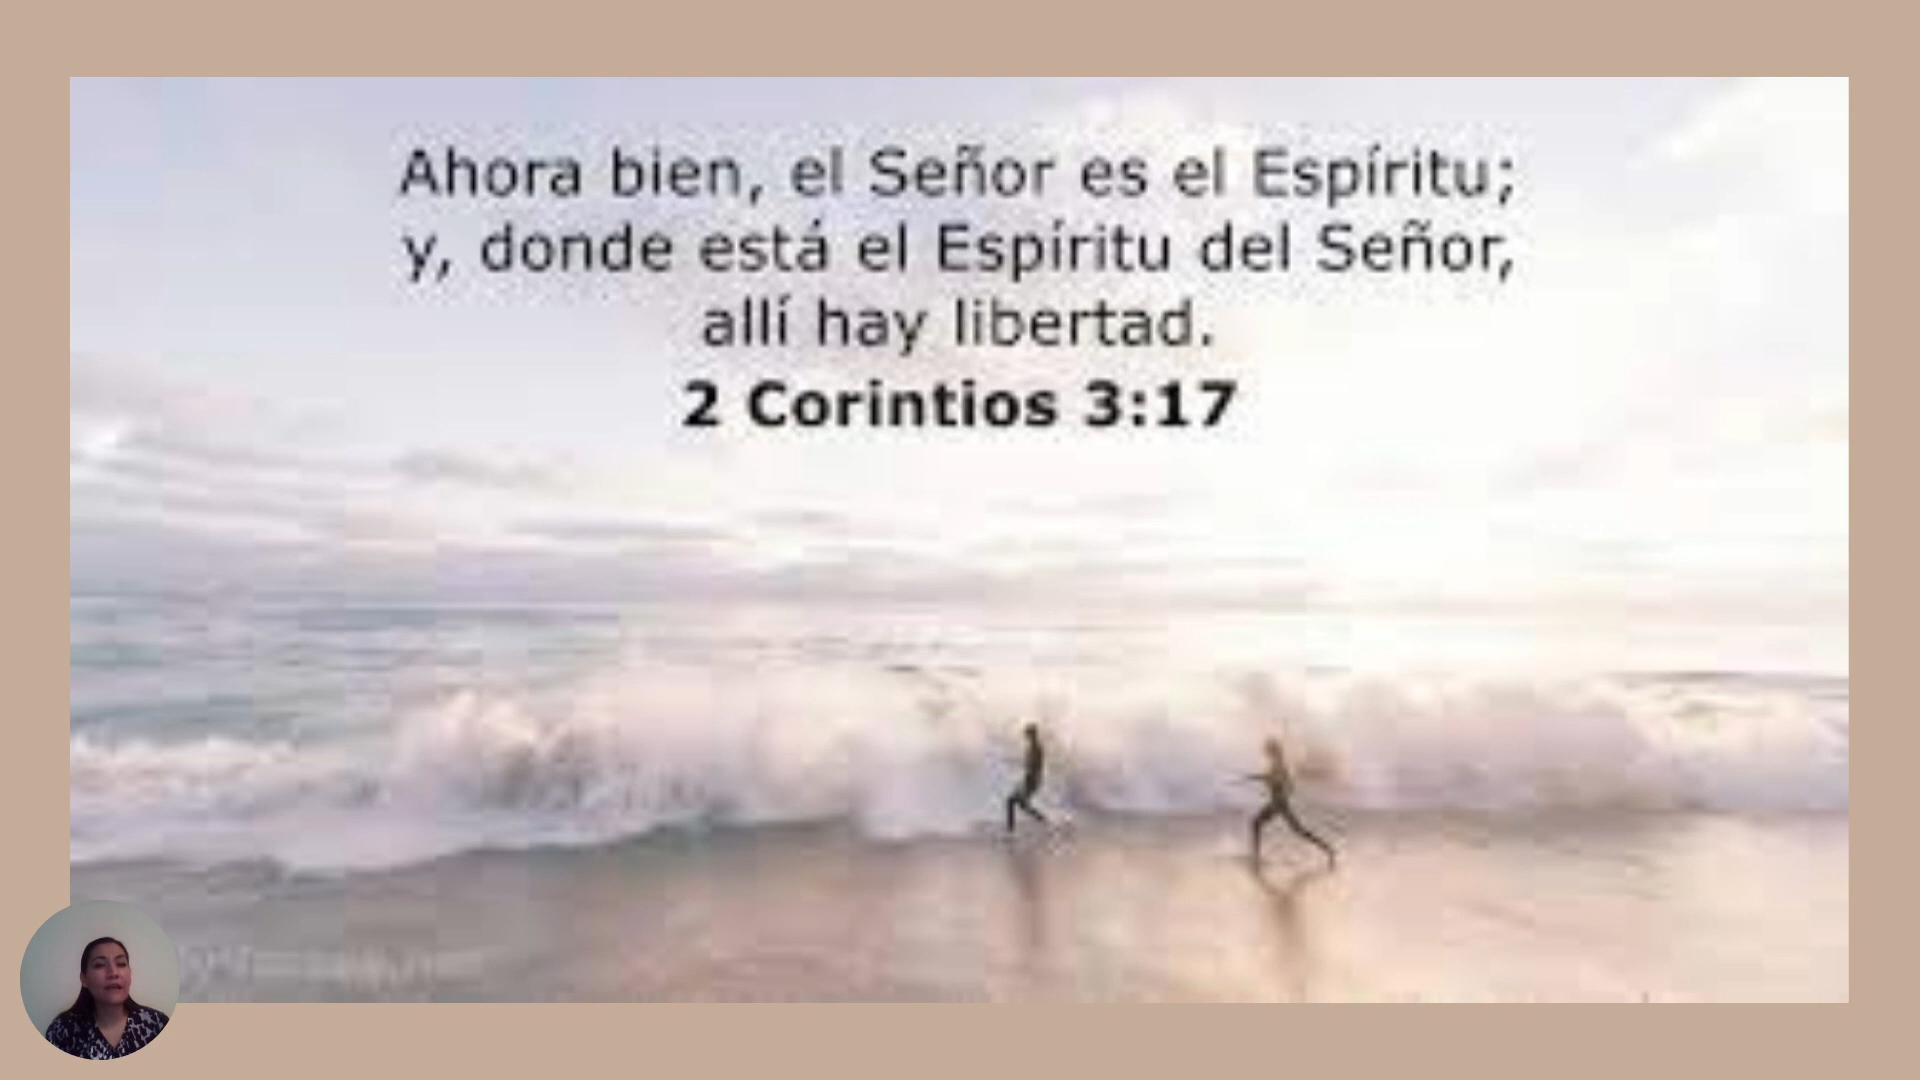 Ahora bien, el Señor es el Espíritu;
y, donde está el Espíritu del Señor,
allí hay libertad.
2 Corintios 3:17